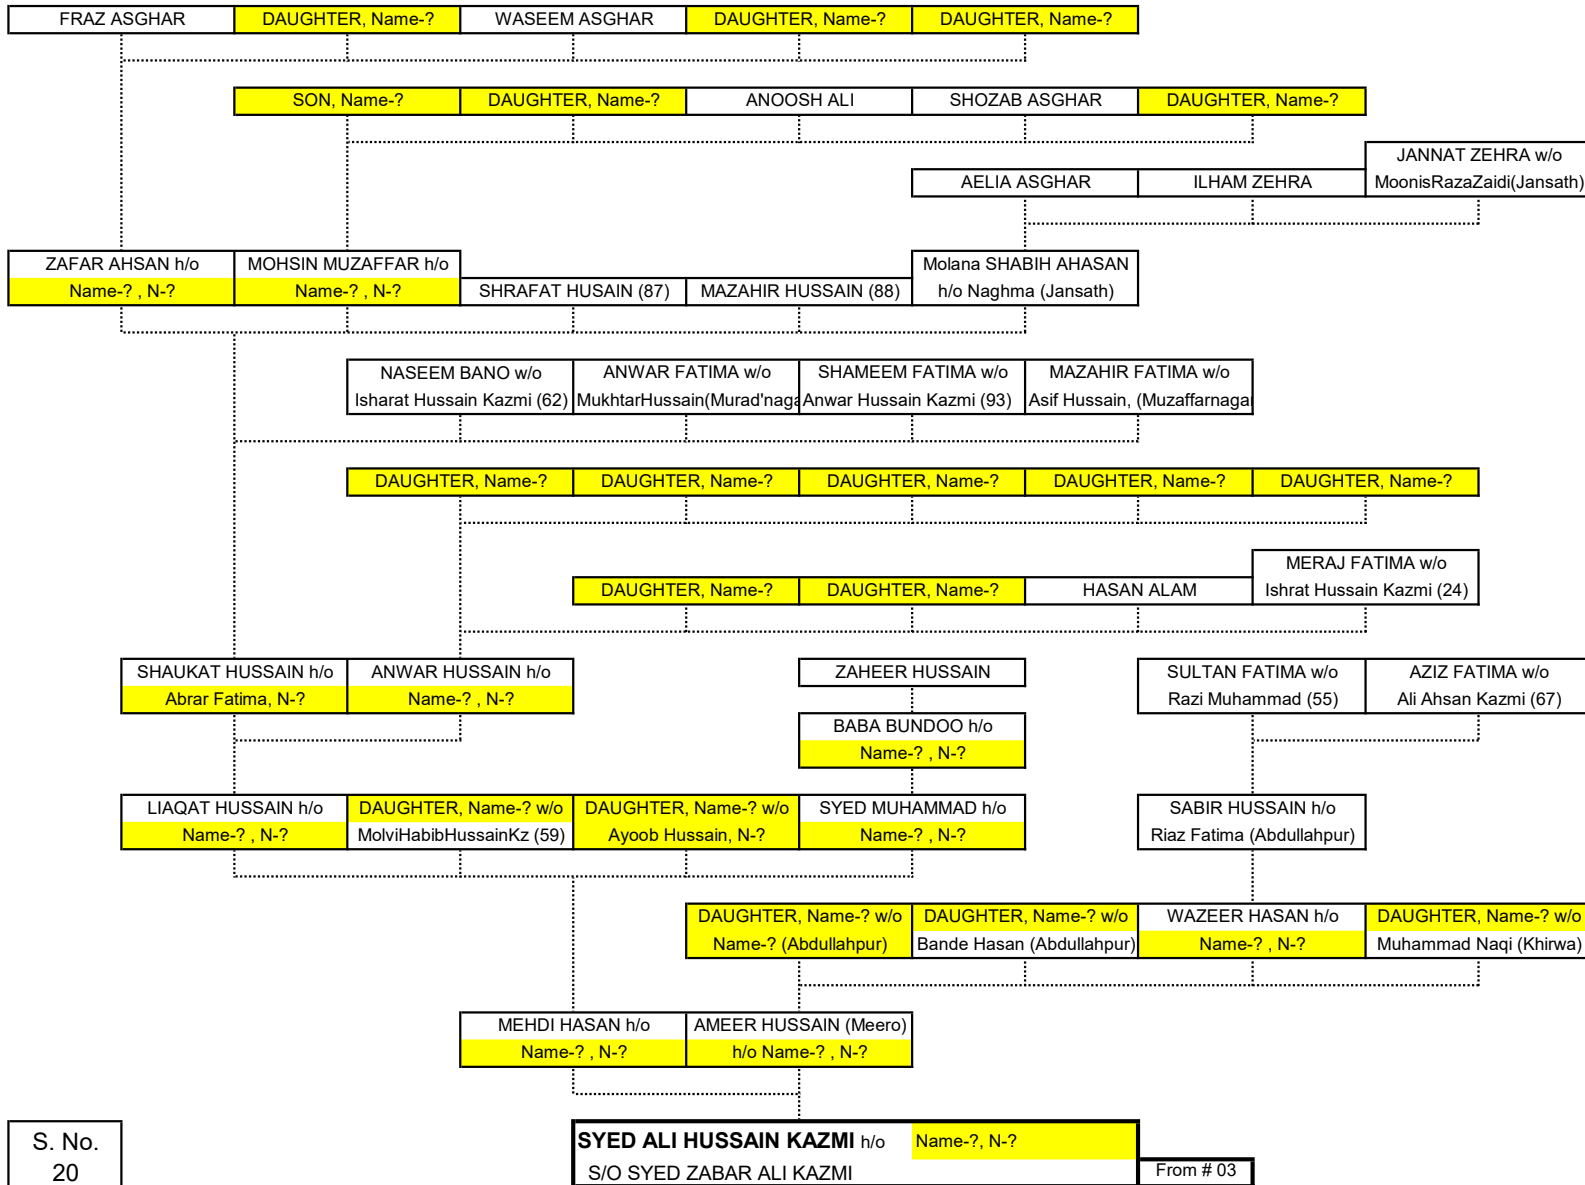 FRAZ ASGHAR
DAUGHTER, Name-?
WASEEM ASGHAR
DAUGHTER, Name-?
DAUGHTER, Name-?
SON, Name-?
DAUGHTER, Name-?
ANOOSH ALI
SHOZAB ASGHAR
DAUGHTER, Name-?
AELIA ASGHAR
ILHAM ZEHRA
JANNAT ZEHRA w/o
MoonisRazaZaidi(Jansath)
ZAFAR AHSAN h/o
Name-? , N-?
MOHSIN MUZAFFAR h/o
Name-? , N-?
SHRAFAT HUSAIN (87)
MAZAHIR HUSSAIN (88)
Molana SHABIH AHASAN
h/o Naghma (Jansath)
NASEEM BANO w/o
Isharat Hussain Kazmi (62)
ANWAR FATIMA w/o
MukhtarHussain(Murad'naga
SHAMEEM FATIMA w/o
Anwar Hussain Kazmi (93)
MAZAHIR FATIMA w/o
Asif Hussain, (Muzaffarnagar
DAUGHTER, Name-?
DAUGHTER, Name-?
DAUGHTER, Name-?
DAUGHTER, Name-?
DAUGHTER, Name-?
DAUGHTER, Name-?
DAUGHTER, Name-?
HASAN ALAM
MERAJ FATIMA w/o
Ishrat Hussain Kazmi (24)
SHAUKAT HUSSAIN h/o
Abrar Fatima, N-?
ANWAR HUSSAIN h/o
Name-? , N-?
ZAHEER HUSSAIN
SULTAN FATIMA w/o
Razi Muhammad (55)
AZIZ FATIMA w/o
Ali Ahsan Kazmi (67)
BABA BUNDOO h/o
Name-? , N-?
LIAQAT HUSSAIN h/o
Name-? , N-?
DAUGHTER, Name-? w/o
MolviHabibHussainKz (59)
DAUGHTER, Name-? w/o
Ayoob Hussain, N-?
SYED MUHAMMAD h/o
Name-? , N-?
SABIR HUSSAIN h/o
Riaz Fatima (Abdullahpur)
DAUGHTER, Name-? w/o
Name-? (Abdullahpur)
DAUGHTER, Name-? w/o
Bande Hasan (Abdullahpur)
WAZEER HASAN h/o
Name-? , N-?
DAUGHTER, Name-? w/o
Muhammad Naqi (Khirwa)
MEHDI HASAN h/o
Name-? , N-?
AMEER HUSSAIN (Meero)
h/o Name-? , N-?
S. No.
20
SYED ALI HUSSAIN KAZMI h/o Name-?, N-?
S/O SYED ZABAR ALI KAZMI
From # 03